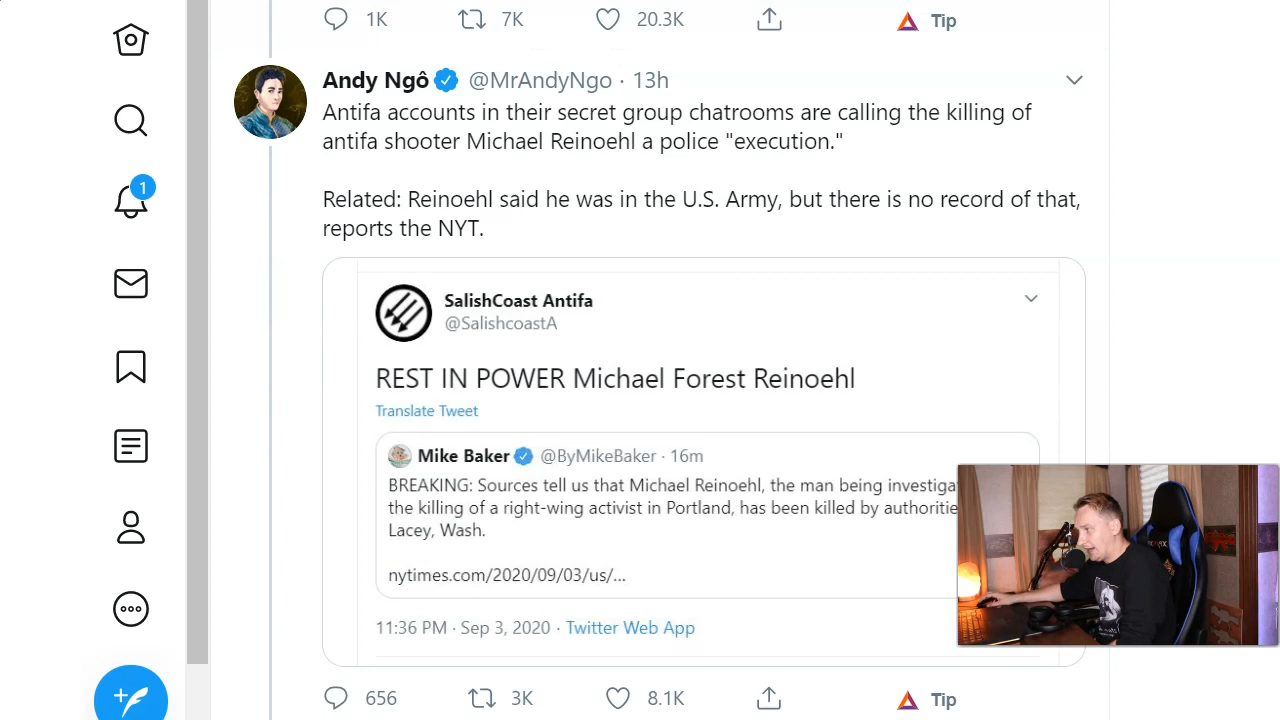 1K 7K 20.3K Tip
Andy Ngô @MrAndyNgo · 13h
Antifa accounts in their secret group chatrooms are calling the killing of
antifa shooter Michael Reinoehl a police "execution."
Related: Reinoehl said he was in the U.S. Army, but there is no record of that,
reports the NYT.
1
SalishCoast Antifa
@SalishcoastA
REST IN POWER Michael Forest Reinoehl
Translate Tweet
Mike Baker @ByMikeBaker · 16m
BREAKING: Sources tell us that Michael Reinoehl, the man being
the killing of a right-wing activist in Portland, has been killed by
Lacey, Wash.
nytimes.com/2020/09/03/us/...
11:36 PM · Sep 3, 2020 · Twitter Web App
656 3K 8.1K Tip